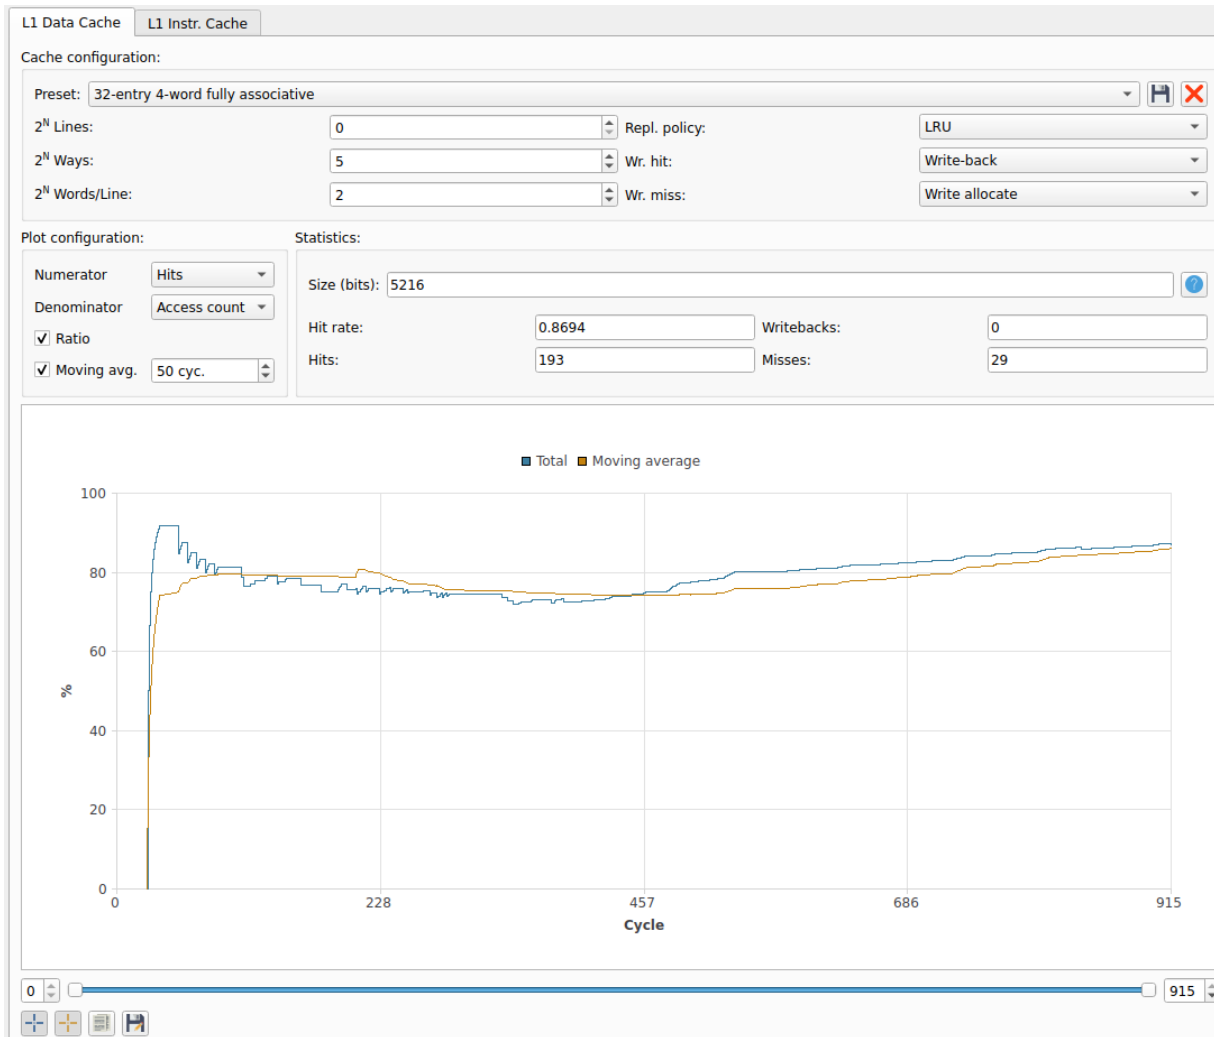 L1 Data Cache L1 Instr. Cache
Cache configuration:
Preset: 32-entry 4-word fully associative
2^N Lines: 0 Repl. policy: LRU
2^N Ways: 5 Wr. hit: Write-back
2^N Words/Line: 2 Wr. miss: Write allocate
Plot configuration: Statistics:
Numerator Hits
Denominator Access count
Ratio
Moving avg. 50 cyc.
Size (bits): 5216 ?
Hit rate: 0.8694 Writebacks: 0
Hits: 193 Misses: 29
Total Moving average
100
80
60
%
40
20
0
0 228 457 686 915
Cycle
0 915